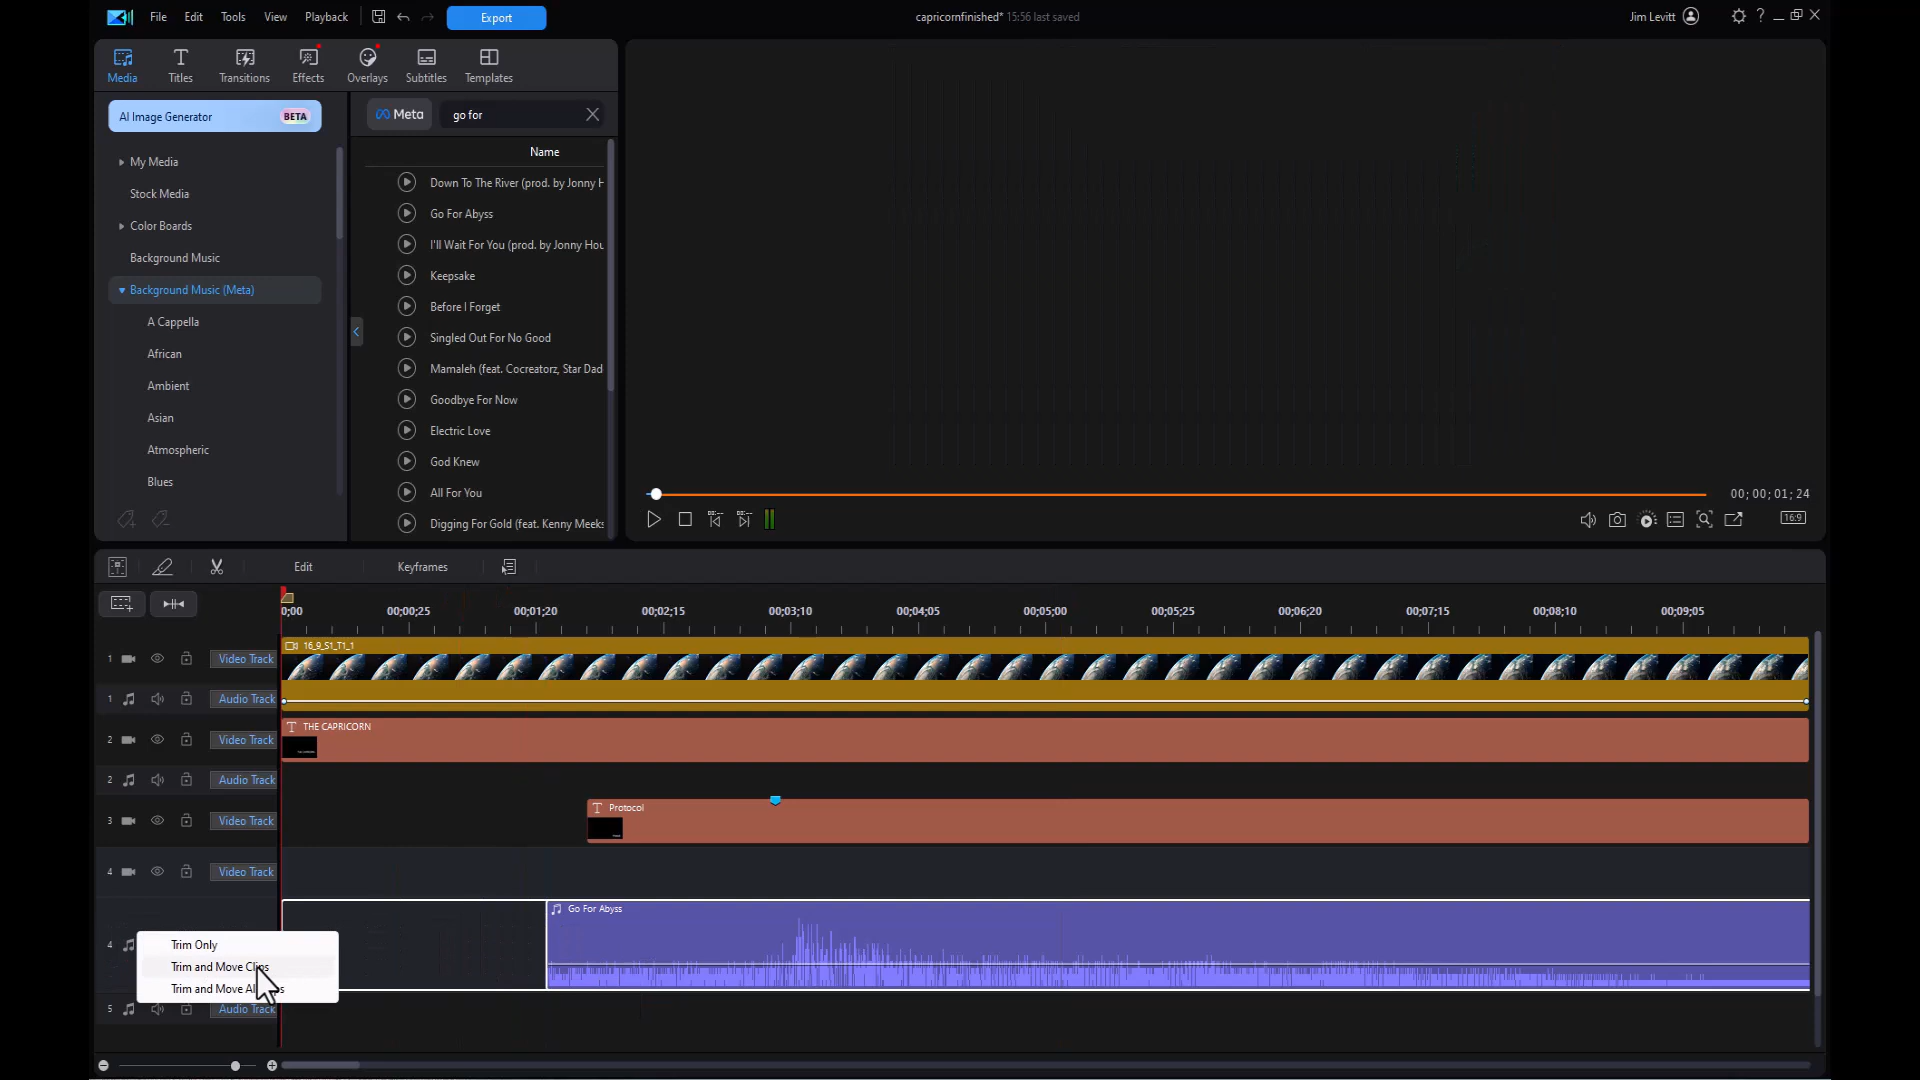 File Edit Tools View Playback Export capricornfinished* 15:56 last saved Jim Levitt ?
Media Titles Transitions Effects Overlays Subtitles Templates
AI Image Generator BETA
Meta go for
Name
My Media
Stock Media
Color Boards
Background Music
Background Music (Meta)
A Cappella
African
Ambient
Asian
Atmospheric
Blues
Down To The River (prod. by Jonny H
Go For Abyss
I'll Wait For You (prod. by Jonny Hou
Keepsake
Before I Forget
Singled Out For No Good
Mamaleh (feat. Cocreatorz, Star Dad
Goodbye For Now
Electric Love
God Knew
All For You
Digging For Gold (feat. Kenny Meeks
00;00;01;24
16:9
Edit Keyframes
0;00 00;00;25 00;01;20 00;02;15 00;03;10 00;04;05 00;05;00 00;05;25 00;06;20 00;07;15 00;08;10 00;09;05
16_9_S1_T1_1
1 Video Track
1 Audio Track
THE CAPRICORN
2 Video Track
2 Audio Track
Protocol
3 Video Track
4 Video Track
Go For Abyss
4
Trim Only
Trim and Move Clips
Trim and Move Al
5 Audio Track